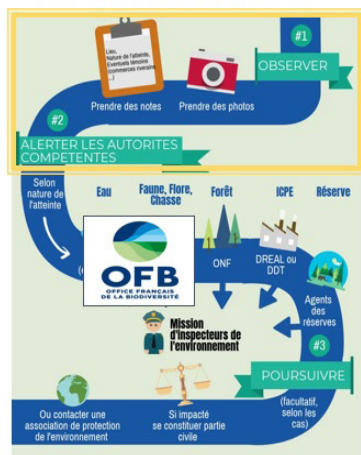 #1
OBSERVER
Lieu,
Nature de l'atteinte,
Eventuels témoins
(commerces riverains
...)
Prendre des notes
Prendre des photos
#2
ALERTER LES AUTORITES
COMPETENTES
Selon
nature de
l'atteinte
Eau
Faune, Flore,
Chasse
Forêt
ICPE
Réserve
OFB
OFFICE FRANÇAIS
DE LA BIODIVERSITÉ
ONF
DREAL ou
DDT
Agents
des
réserves
Mission
d'inspecteurs de
l'environnement
#3
POURSUIVRE
(facultatif,
selon les
cas)
Si impacté
se constituer partie
civile
Ou contacter une
association de protection
de l'environnement